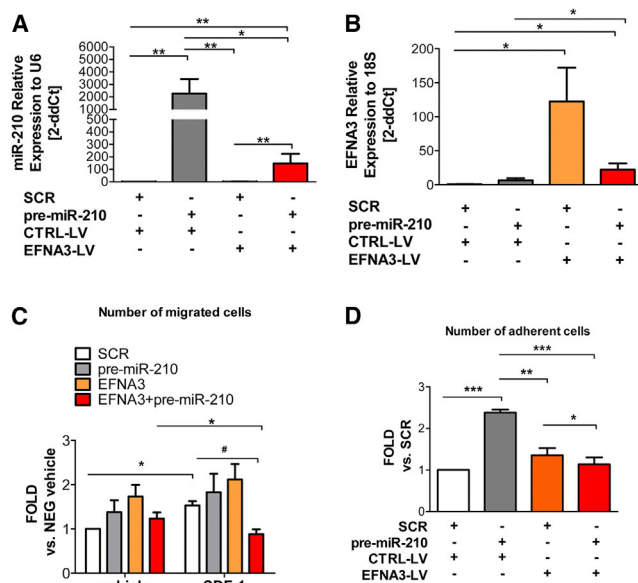 A
**
**
*
**
**
**
miR-210 Relative
Expression to U6
[2-ddCt]
6000
5000
4000
3000
2000
1000
500
400
300
200
100
0
SCR + - + -
pre-miR-210 - + - +
CTRL-LV + + - -
EFNA3-LV - - + +
B
*
*
*
EFNA3 Relative
Expression to 18S
[2-ddCt]
200
150
100
50
0
SCR + - + -
pre-miR-210 - + - +
CTRL-LV + + - -
EFNA3-LV - - + +
C
Number of migrated cells
SCR
pre-miR-210
EFNA3
EFNA3+pre-miR-210
*
#
*
FOLD
vs. NEG vehicle
3
2
1
0
D
Number of adherent cells
***
**
***
*
FOLD
vs. SCR
3
2
1
0
SCR + - + -
pre-miR-210 - + - +
CTRL-LV + + - -
EFNA3-LV - - + +